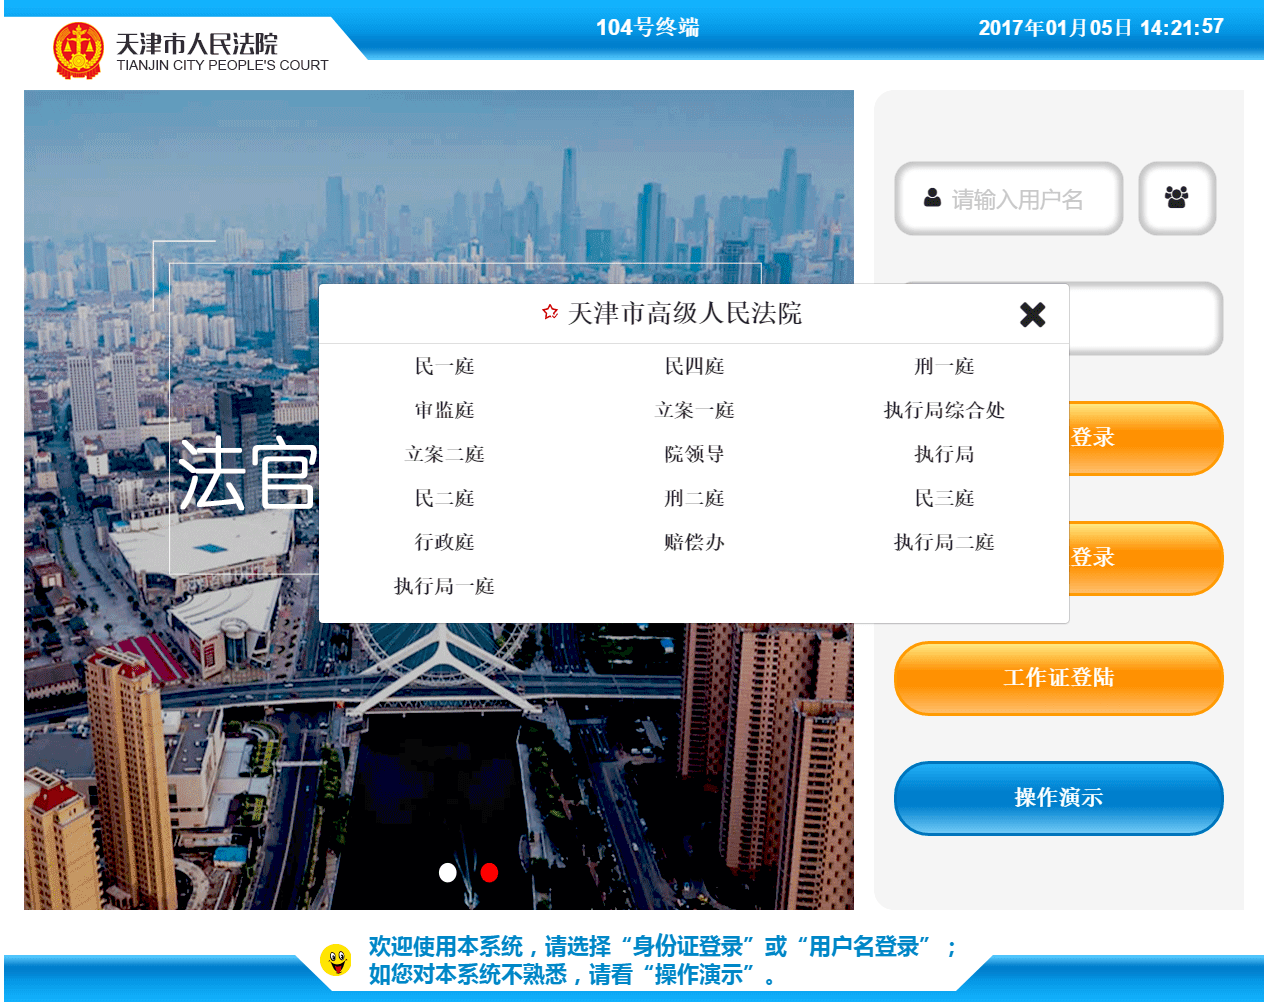 104号终端
2017年01月05日 14:21:57
天津市人民法院
TIANJIN CITY PEOPLE'S COURT
请输入用户名
天津市高级人民法院
民一庭 民四庭 刑一庭
审监庭 立案一庭 执行局综合处
立案二庭 院领导 执行局
民二庭 刑二庭 民三庭
行政庭 赔偿办 执行局二庭
执行局一庭
法官
登录
登录
工作证登陆
操作演示
欢迎使用本系统，请选择“身份证登录”或“用户名登录”；
如您对本系统不熟悉，请看“操作演示”。